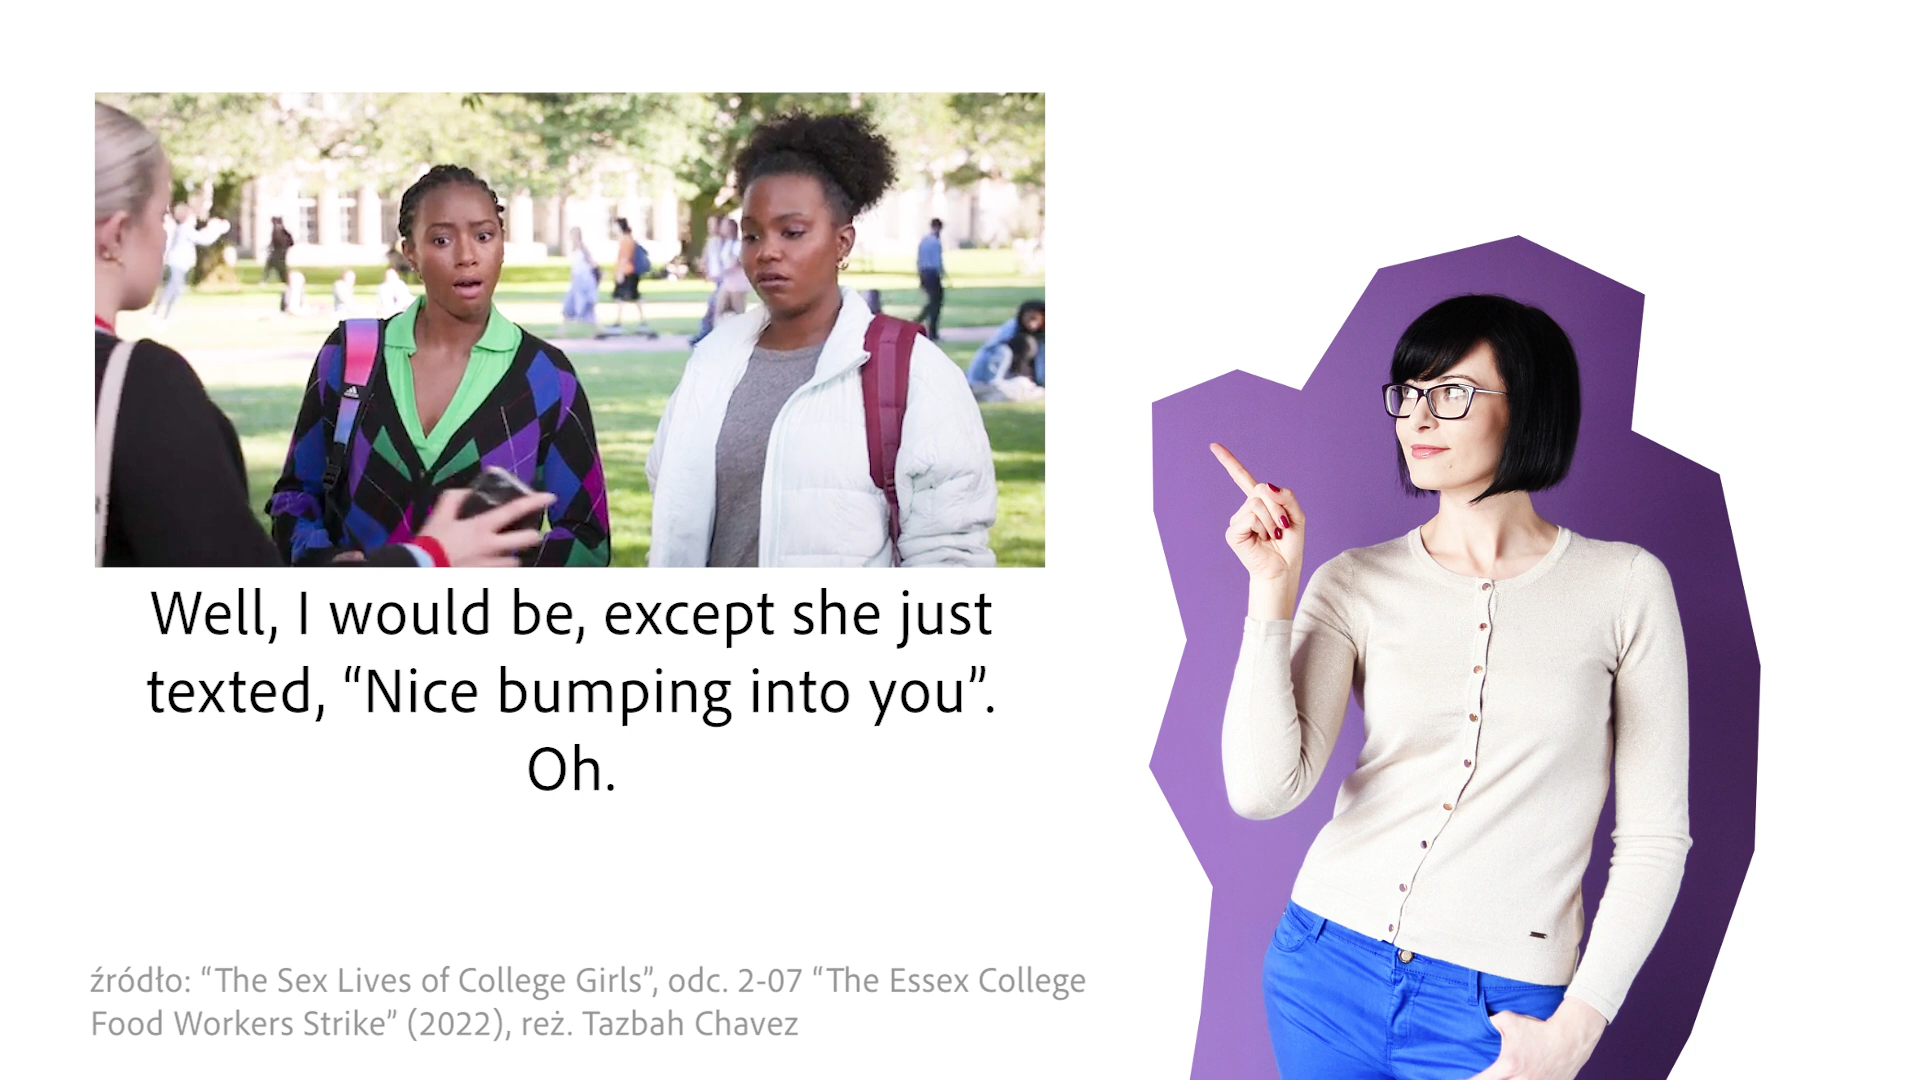 Well, I would be, except she just
texted, “Nice bumping into you”.
Oh.
źródło: “The Sex Lives of College Girls”, odc. 2-07 “The Essex College
Food Workers Strike” (2022), reż. Tazbah Chavez